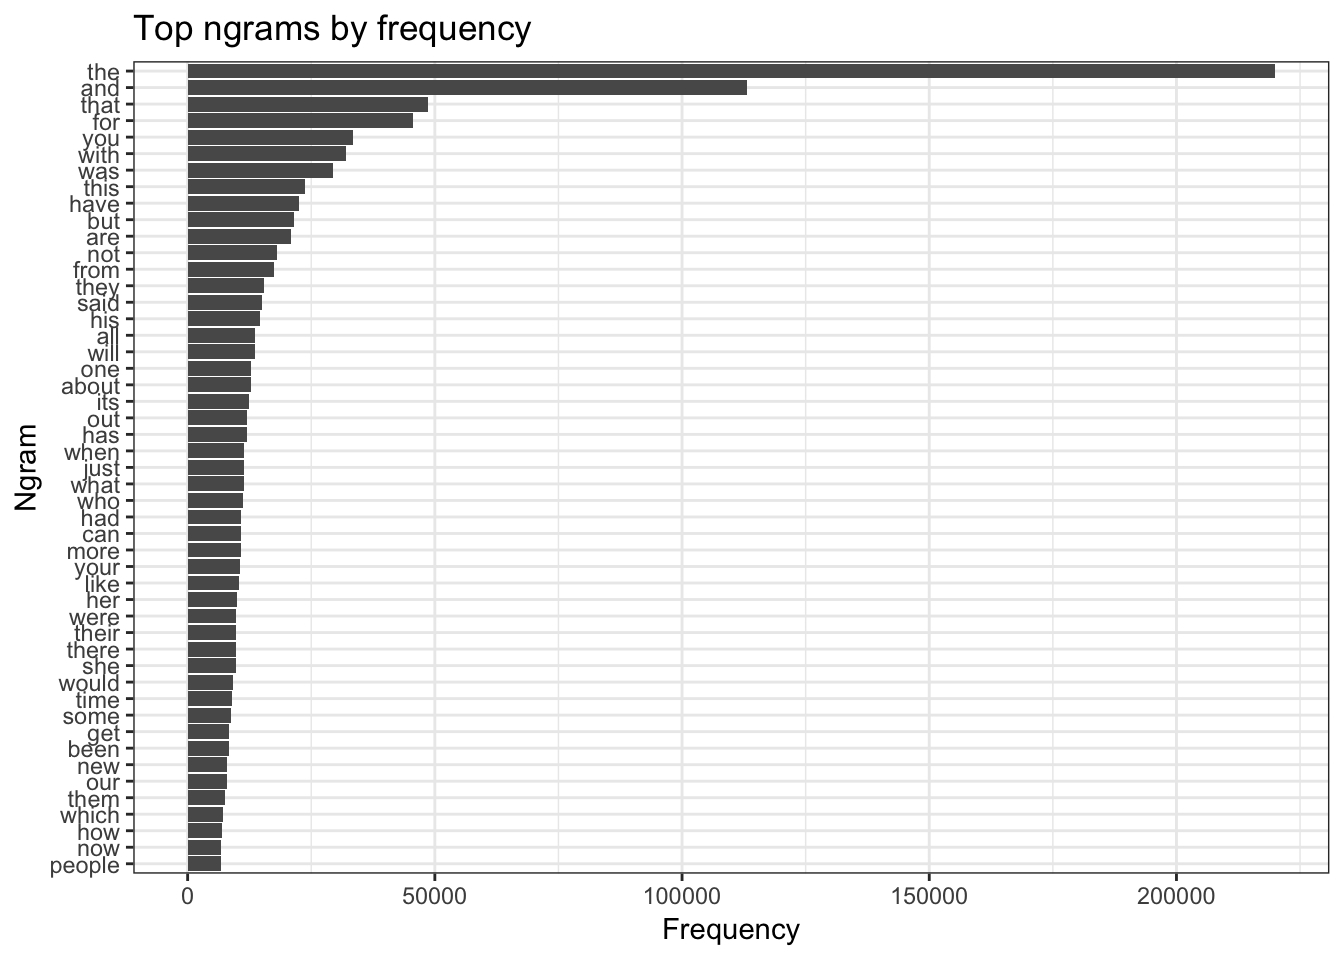 Top ngrams by frequency
the
and
that
for
you
with
was
this
have
but
are
not
from
they
said
his
all
will
one
about
its
out
has
when
just
what
who
had
can
more
your
like
her
were
their
there
she
would
time
some
get
been
new
our
them
which
how
now
people
Ngram
0 50000 100000 150000 200000
Frequency